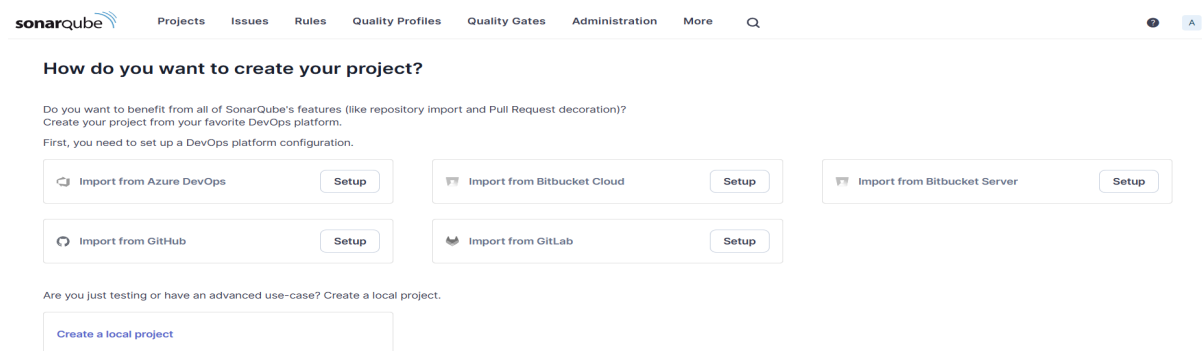 sonarqube Projects Issues Rules Quality Profiles Quality Gates Administration More ? A
How do you want to create your project?
Do you want to benefit from all of SonarQube's features (like repository import and Pull Request decoration)?
Create your project from your favorite DevOps platform.
First, you need to set up a DevOps platform configuration.
Import from Azure DevOps Setup Import from Bitbucket Cloud Setup Import from Bitbucket Server Setup
Import from GitHub Setup Import from GitLab Setup
Are you just testing or have an advanced use-case? Create a local project.
Create a local project